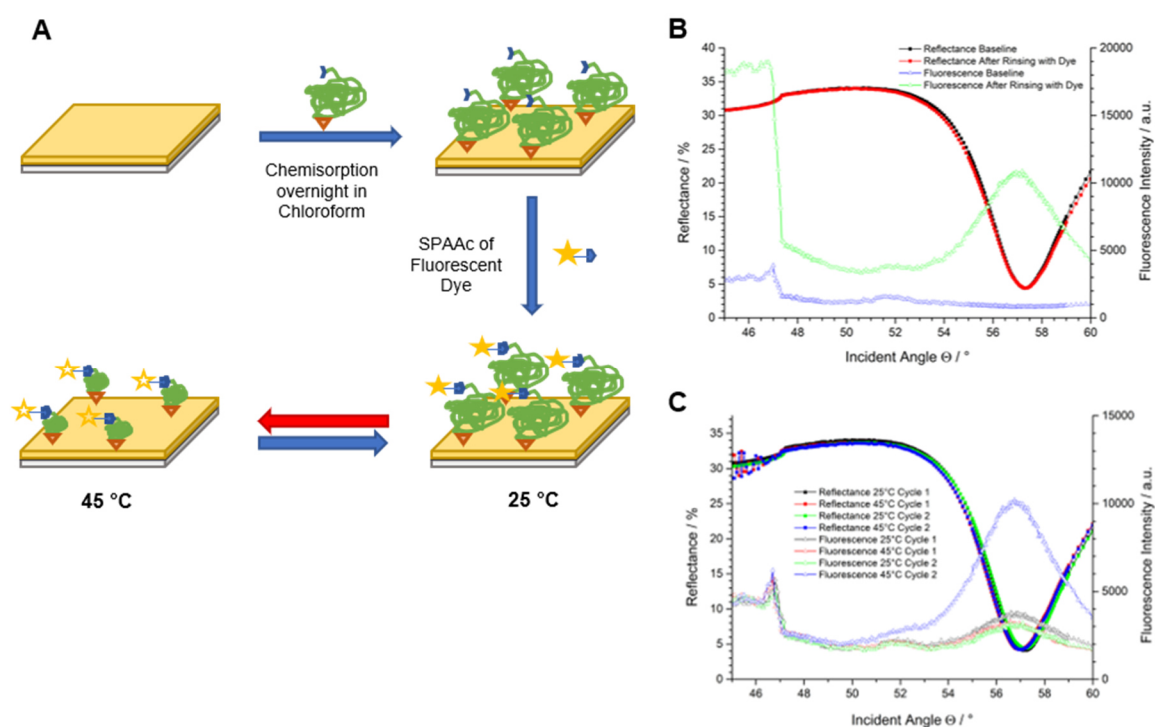 A
Chemisorption
overnight in
Chloroform
SPAAc of
Fluorescent
Dye
45 °C
25 °C
B
Reflectance Baseline
Reflectance After Rinsing with Dye
Fluorescence Baseline
Fluorescence After Rinsing with Dye
40
35
30
25
20
15
10
5
0
Reflectance / %
20000
15000
10000
5000
0
Fluorescence Intensity / a.u.
46 48 50 52 54 56 58 60
Incident Angle Θ / °
C
Reflectance 25°C Cycle 1
Reflectance 45°C Cycle 1
Reflectance 25°C Cycle 2
Reflectance 45°C Cycle 2
Fluorescence 25°C Cycle 1
Fluorescence 45°C Cycle 1
Fluorescence 25°C Cycle 2
Fluorescence 45°C Cycle 2
35
30
25
20
15
10
5
0
Reflectance / %
15000
10000
5000
0
Fluorescence Intensity / a.u.
46 48 50 52 54 56 58 60
Incident Angle Θ / °